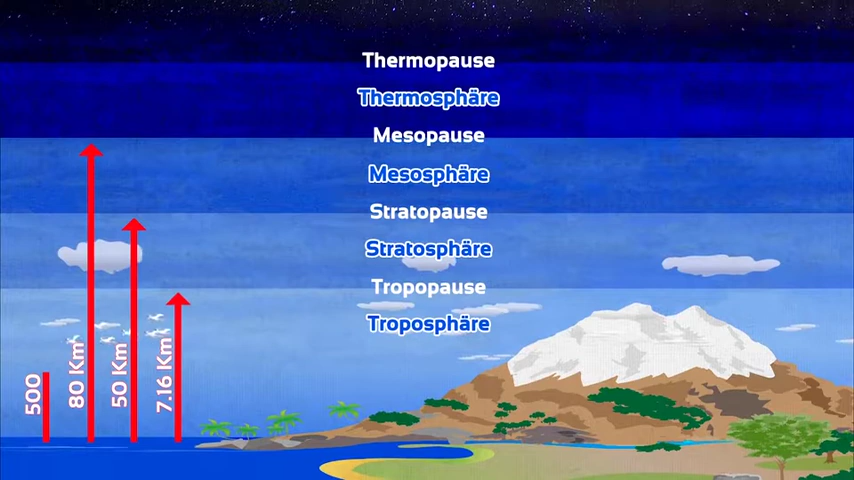 Thermopause
Thermosphäre
Mesopause
Mesosphäre
Stratopause
Stratosphäre
Tropopause
Troposphäre
500
80 Km
50 Km
7.16 Km